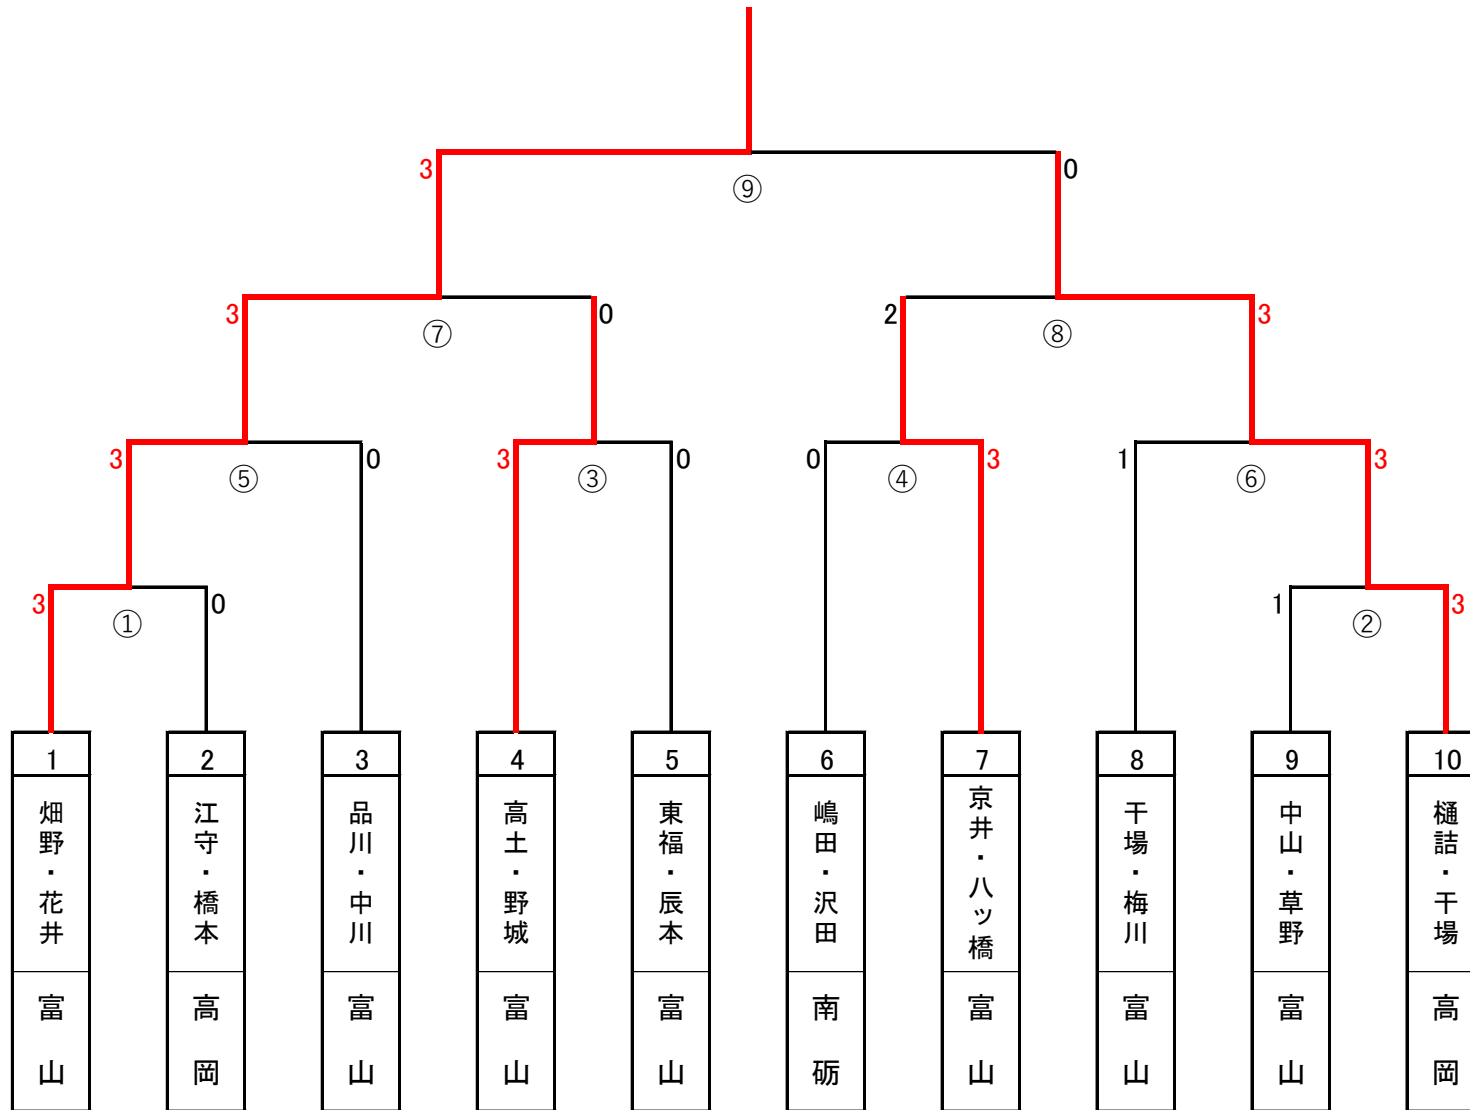 3
0
⑨
3
0
2
3
⑦
⑧
3
0
3
0
0
3
1
3
⑤
③
④
⑥
3
0
1
3
①
②
1
2
3
4
5
6
7
8
9
10
畑野・花井
江守・橋本
品川・中川
高土・野城
東福・辰本
嶋田・沢田
京井・八ッ橋
干場・梅川
中山・草野
樋詰・干場
富山
高岡
富山
富山
富山
南砺
富山
富山
富山
高岡